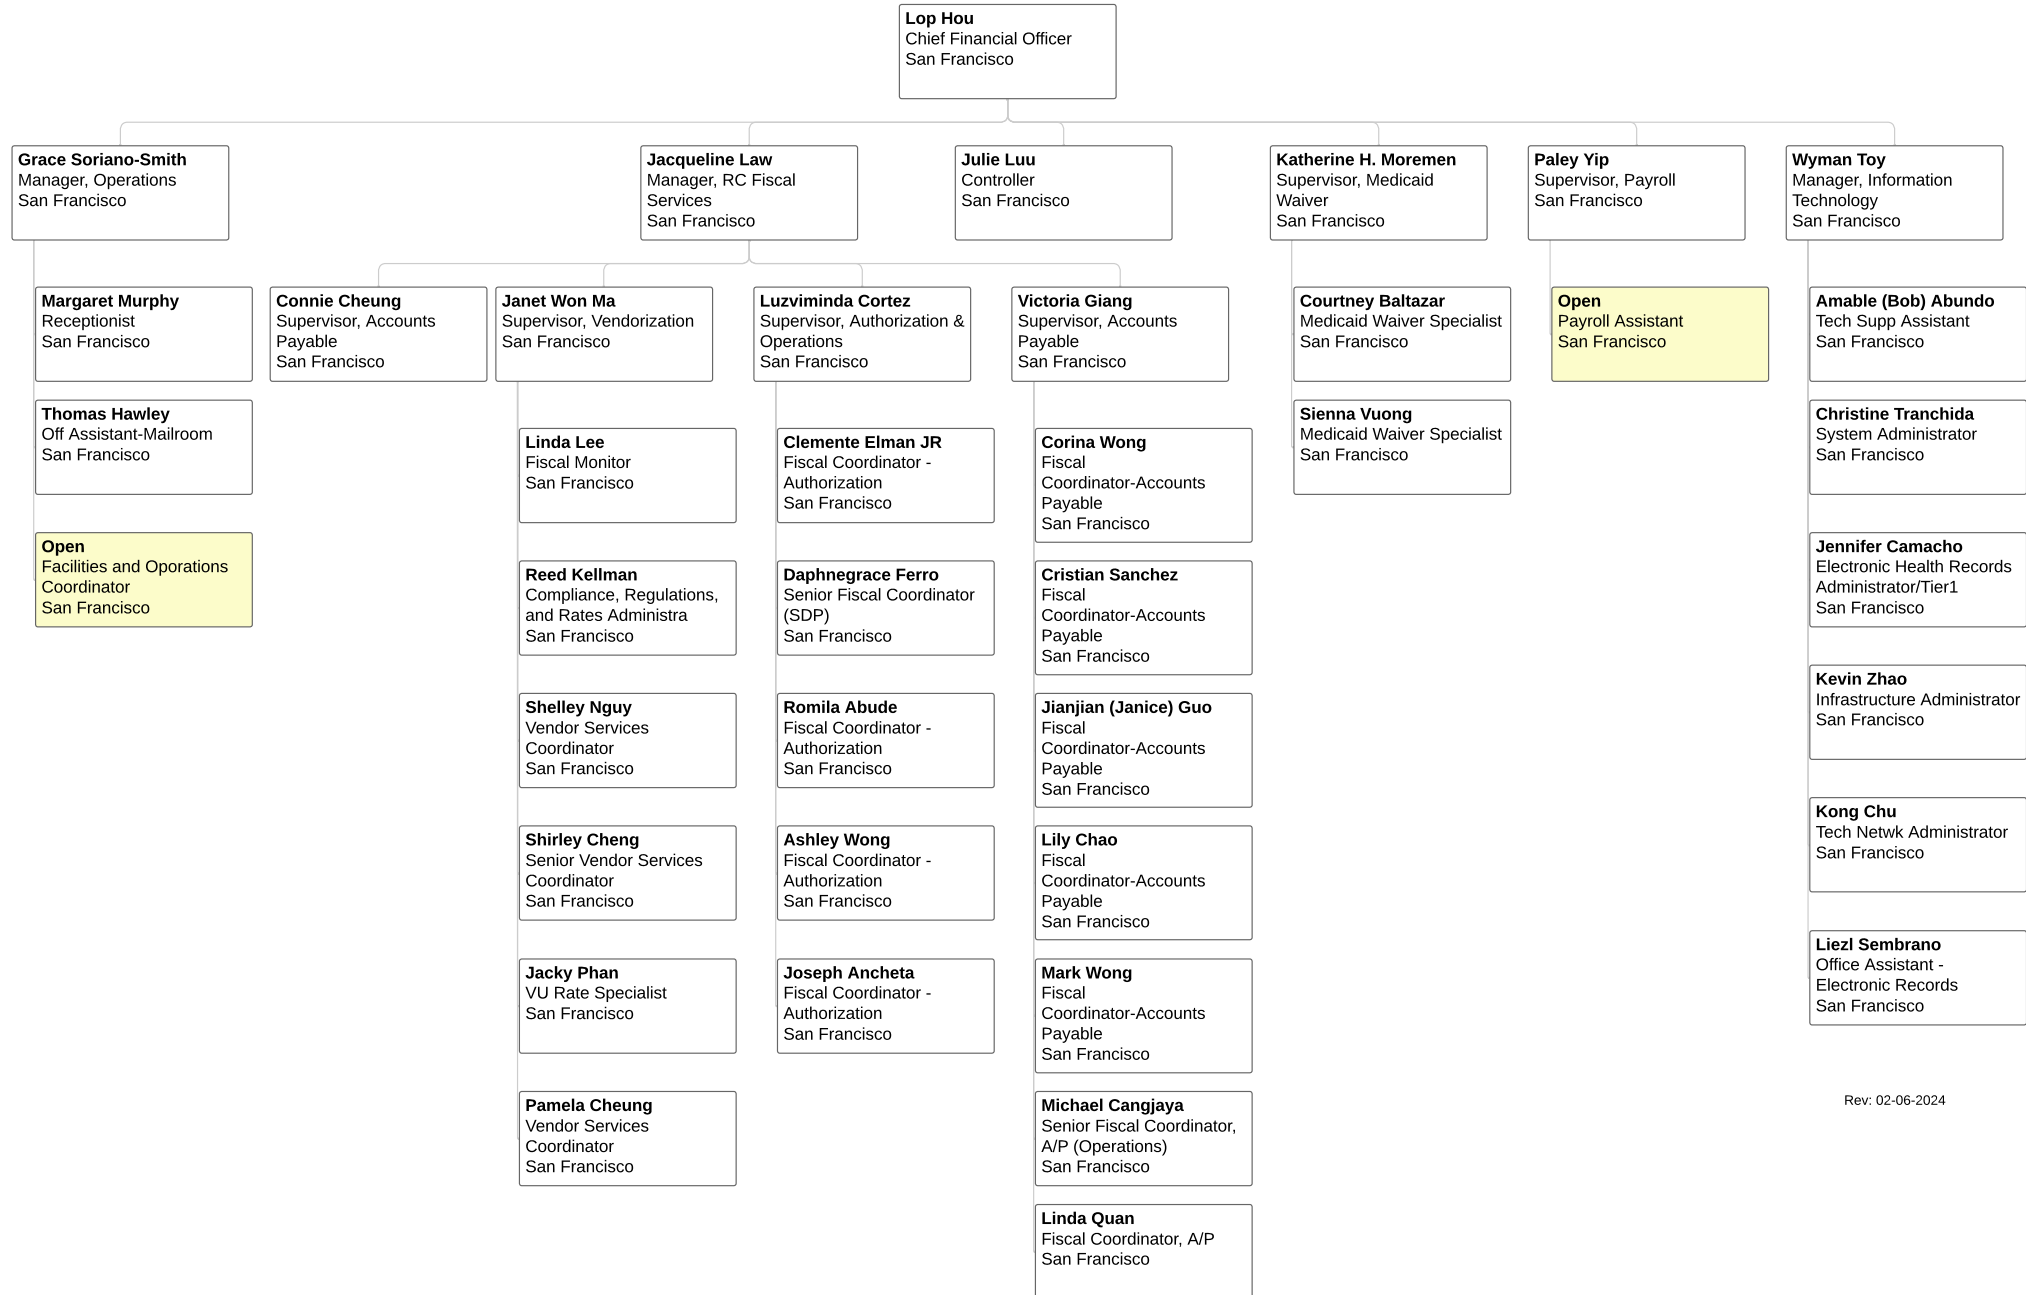 Lop Hou
Chief Financial Officer
San Francisco
Grace Soriano-Smith
Manager, Operations
San Francisco
Jacqueline Law
Manager, RC Fiscal
Services
San Francisco
Julie Luu
Controller
San Francisco
Katherine H. Moremen
Supervisor, Medicaid
Waiver
San Francisco
Paley Yip
Supervisor, Payroll
San Francisco
Wyman Toy
Manager, Information
Technology
San Francisco
Margaret Murphy
Receptionist
San Francisco
Thomas Hawley
Off Assistant-Mailroom
San Francisco
Open
Facilities and Oporations
Coordinator
San Francisco
Connie Cheung
Supervisor, Accounts
Payable
San Francisco
Janet Won Ma
Supervisor, Vendorization
San Francisco
Linda Lee
Fiscal Monitor
San Francisco
Reed Kellman
Compliance, Regulations,
and Rates Administra
San Francisco
Shelley Nguy
Vendor Services
Coordinator
San Francisco
Shirley Cheng
Senior Vendor Services
Coordinator
San Francisco
Jacky Phan
VU Rate Specialist
San Francisco
Pamela Cheung
Vendor Services
Coordinator
San Francisco
Luzviminda Cortez
Supervisor, Authorization &
Operations
San Francisco
Clemente Elman JR
Fiscal Coordinator -
Authorization
San Francisco
Daphnegrace Ferro
Senior Fiscal Coordinator
(SDP)
San Francisco
Romila Abude
Fiscal Coordinator -
Authorization
San Francisco
Ashley Wong
Fiscal Coordinator -
Authorization
San Francisco
Joseph Ancheta
Fiscal Coordinator -
Authorization
San Francisco
Victoria Giang
Supervisor, Accounts
Payable
San Francisco
Corina Wong
Fiscal
Coordinator-Accounts
Payable
San Francisco
Cristian Sanchez
Fiscal
Coordinator-Accounts
Payable
San Francisco
Jianjian (Janice) Guo
Fiscal
Coordinator-Accounts
Payable
San Francisco
Lily Chao
Fiscal
Coordinator-Accounts
Payable
San Francisco
Mark Wong
Fiscal
Coordinator-Accounts
Payable
San Francisco
Michael Cangjaya
Senior Fiscal Coordinator,
A/P (Operations)
San Francisco
Linda Quan
Fiscal Coordinator, A/P
San Francisco
Courtney Baltazar
Medicaid Waiver Specialist
San Francisco
Sienna Vuong
Medicaid Waiver Specialist
San Francisco
Open
Payroll Assistant
San Francisco
Amable (Bob) Abundo
Tech Supp Assistant
San Francisco
Christine Tranchida
System Administrator
San Francisco
Jennifer Camacho
Electronic Health Records
Administrator/Tier1
San Francisco
Kevin Zhao
Infrastructure Administrator
San Francisco
Kong Chu
Tech Netwk Administrator
San Francisco
Liezl Sembrano
Office Assistant -
Electronic Records
San Francisco
Rev: 02-06-2024